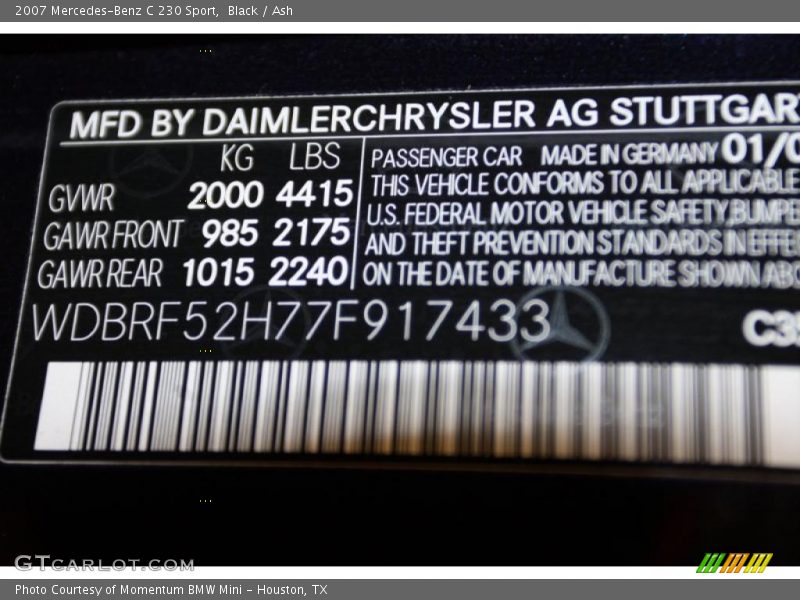 2007 Mercedes-Benz C 230 Sport, Black / Ash
MFD BY DAIMLERCHRYSLER AG STUTTGAR
KG LBS
GVWR 2000 4415
GAWR FRONT 985 2175
GAWR REAR 1015 2240
PASSENGER CAR MADE IN GERMANY 01/0
THIS VEHICLE CONFORMS TO ALL APPLICABLE
U.S. FEDERAL MOTOR VEHICLE SAFETY, BUMPE
AND THEFT PREVENTION STANDARDS IN EFFE
ON THE DATE OF MANUFACTURE SHOWN ABO
WDBRF52H77F917433
GTCARLOT.COM
Photo Courtesy of Momentum BMW Mini - Houston, TX